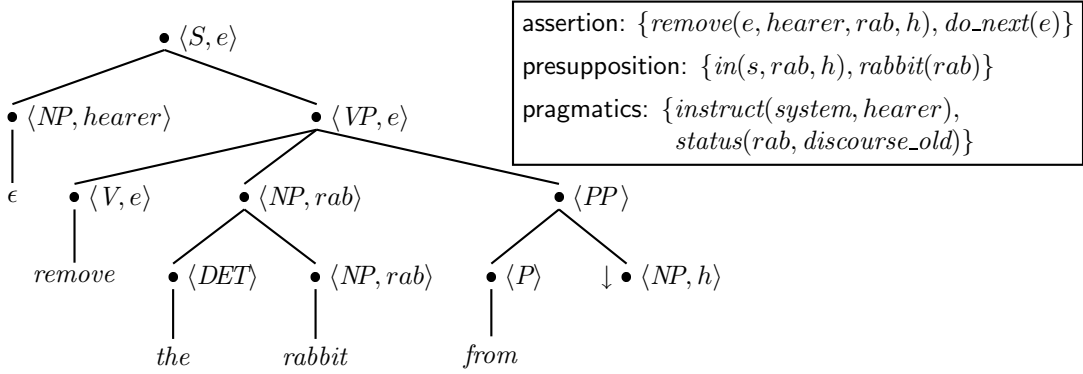 ⟨S, e⟩
assertion: {remove(e, hearer, rab, h), do_next(e)}
presupposition: {in(s, rab, h), rabbit(rab)}
pragmatics: {instruct(system, hearer),
status(rab, discourse_old)}
⟨NP, hearer⟩ ⟨VP, e⟩
ϵ ⟨V, e⟩ ⟨NP, rab⟩ ⟨PP⟩
remove ⟨DET⟩ ⟨NP, rab⟩ ⟨P⟩ ↓ ⟨NP, h⟩
the rabbit from